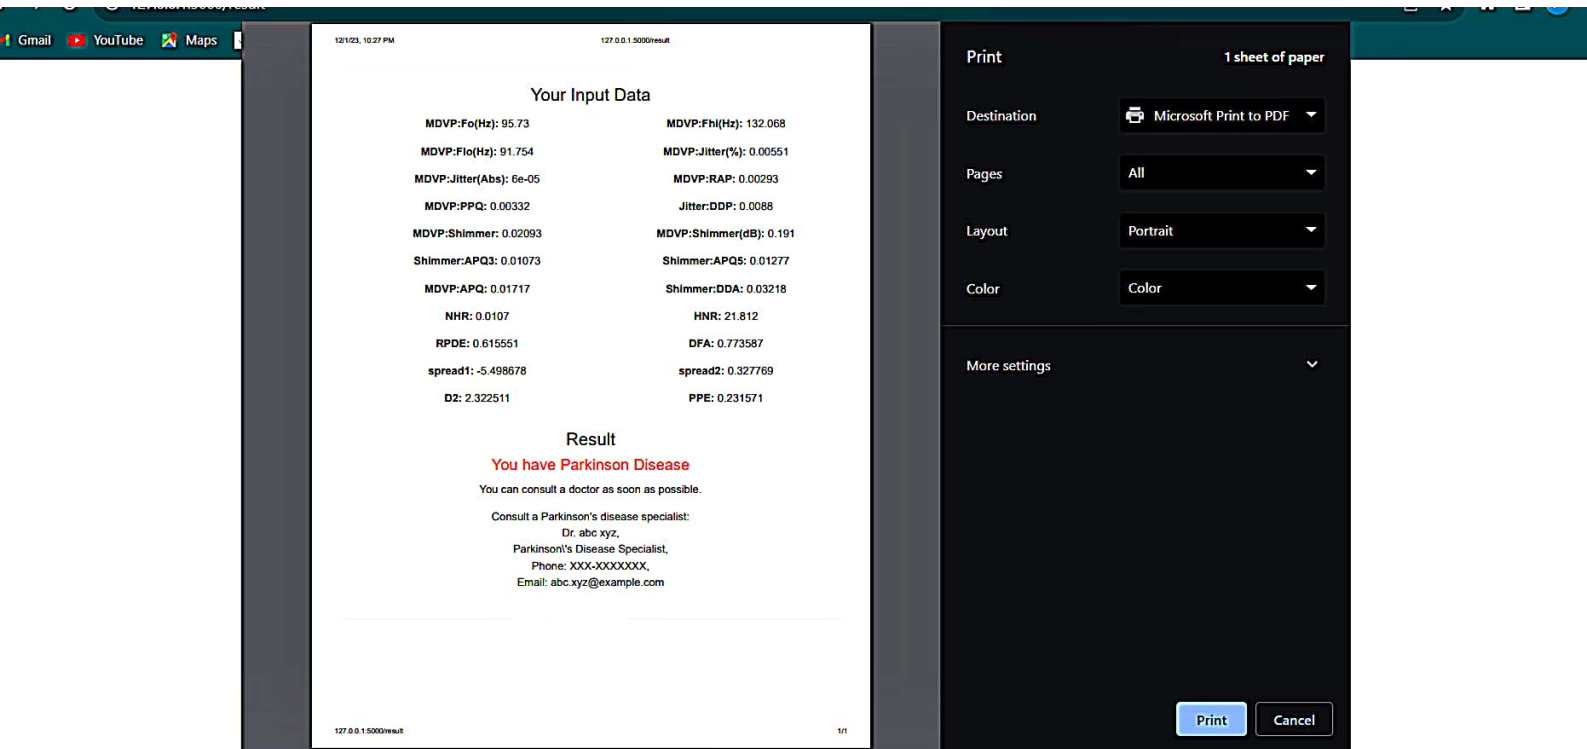 Gmail YouTube Maps
12/1/23, 10:27 PM 127.0.0.1:5000/result
Your Input Data
MDVP:Fo(Hz): 95.73 MDVP:Fhi(Hz): 132.068
MDVP:Flo(Hz): 91.754 MDVP:Jitter(%): 0.00551
MDVP:Jitter(Abs): 6e-05 MDVP:RAP: 0.00293
MDVP:PPQ: 0.00332 Jitter:DDP: 0.0088
MDVP:Shimmer: 0.02093 MDVP:Shimmer(dB): 0.191
Shimmer:APQ3: 0.01073 Shimmer:APQ5: 0.01277
MDVP:APQ: 0.01717 Shimmer:DDA: 0.03218
NHR: 0.0107 HNR: 21.812
RPDE: 0.615551 DFA: 0.773587
spread1: -5.498678 spread2: 0.327769
D2: 2.322511 PPE: 0.231571
Result
You have Parkinson Disease
You can consult a doctor as soon as possible.
Consult a Parkinson's disease specialist:
Dr. abc xyz,
Parkinson\'s Disease Specialist,
Phone: XXX-XXXXXXX,
Email: abc.xyz@example.com
127.0.0.1:5000/result 1/1
Print 1 sheet of paper
Destination Microsoft Print to PDF
Pages All
Layout Portrait
Color Color
More settings
Print Cancel